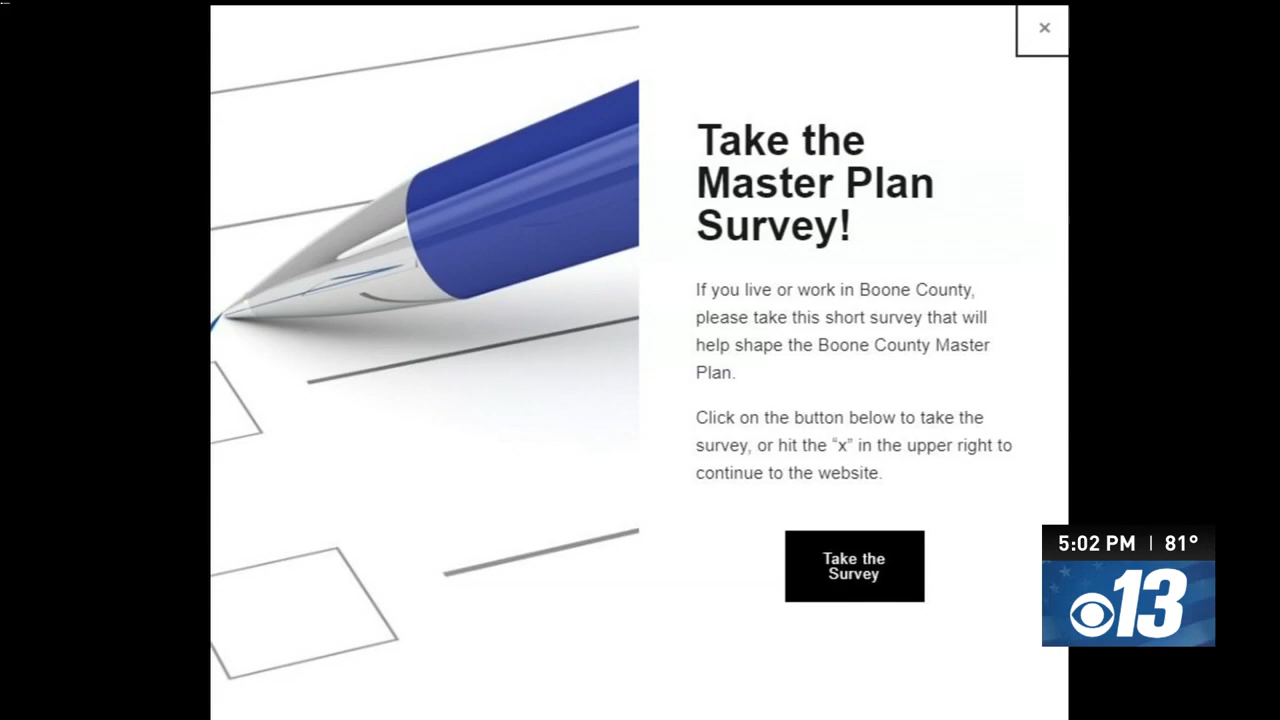 ×
Take the
Master Plan
Survey!
If you live or work in Boone County,
please take this short survey that will
help shape the Boone County Master
Plan.
Click on the button below to take the
survey, or hit the “x” in the upper right to
continue to the website.
Take the
Survey
5:02 PM | 81°
13